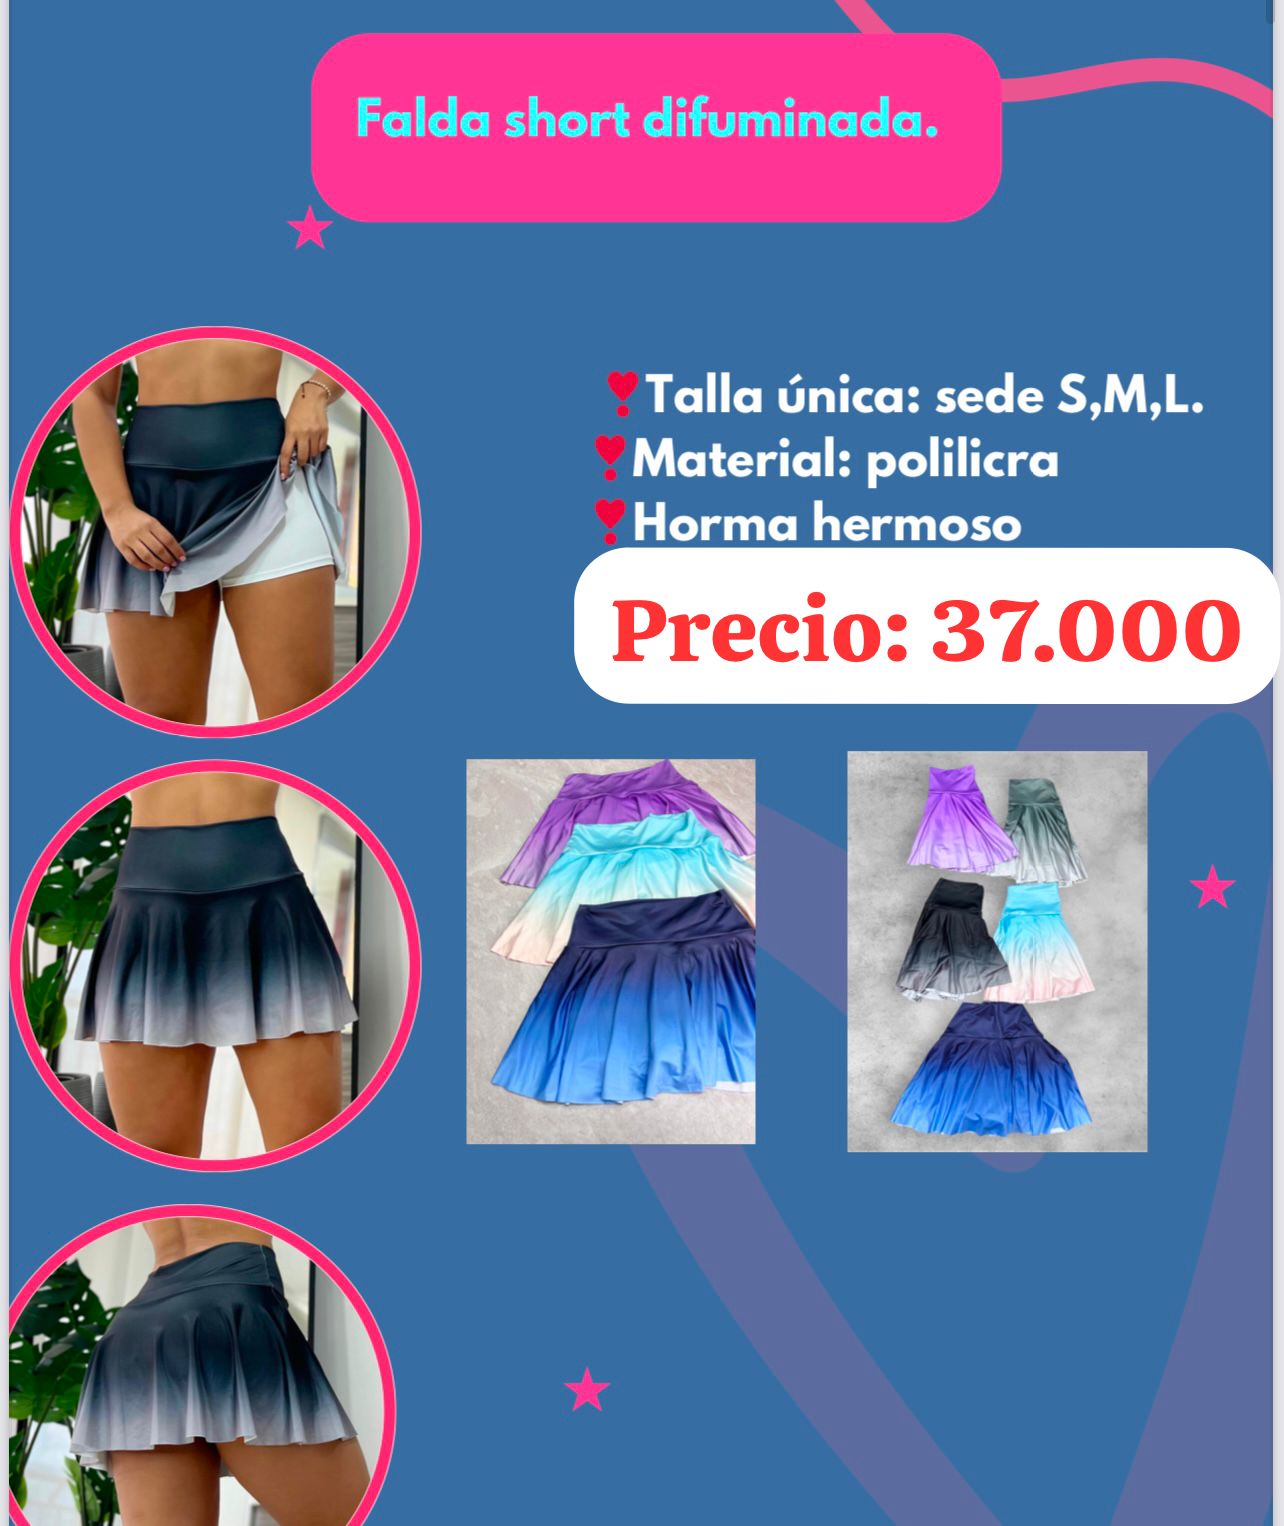 Falda short difuminada.
Talla única: sede S,M,L.
Material: polilicra
Horma hermoso
Precio: 37.000